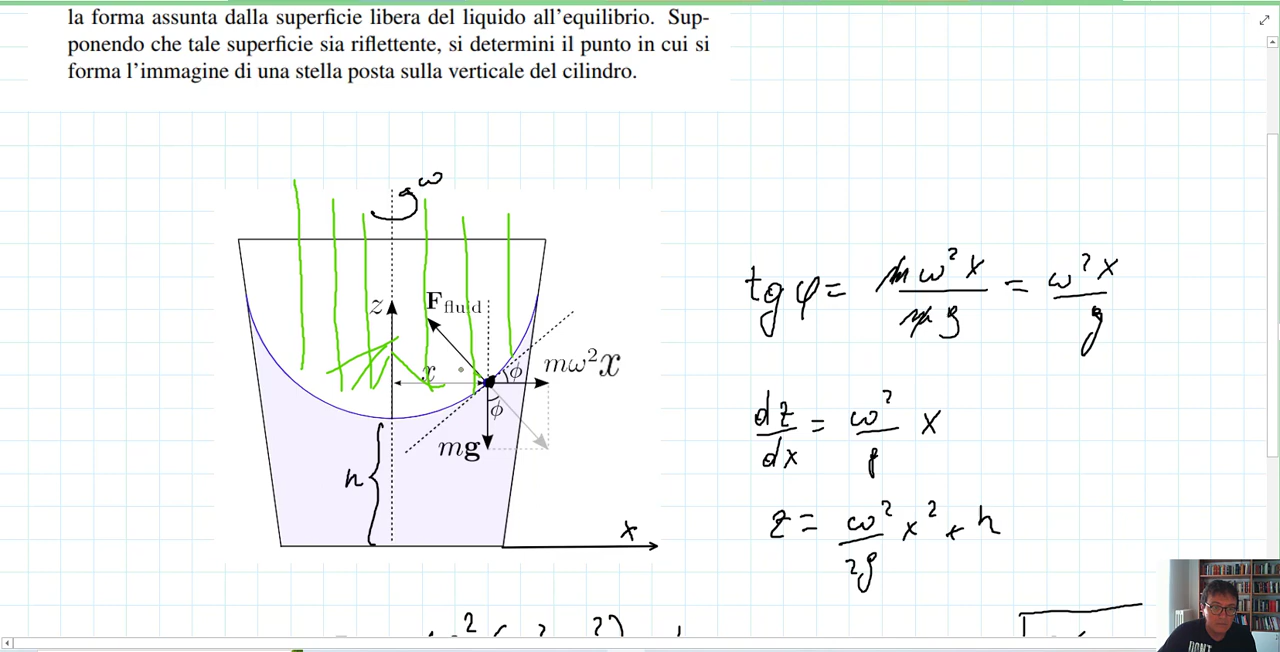 la forma assunta dalla superficie libera del liquido all'equilibrio. Sup-
ponendo che tale superficie sia riflettente, si determini il punto in cui si
forma l'immagine di una stella posta sulla verticale del cilindro.
ω
z
F fluid
x
ϕ
mω²x
ϕ
mg
h
x
tg φ = mω²x / mg = ω²x / g
dz/dx = ω²/g x
z = ω²/2g x² + h
DONT